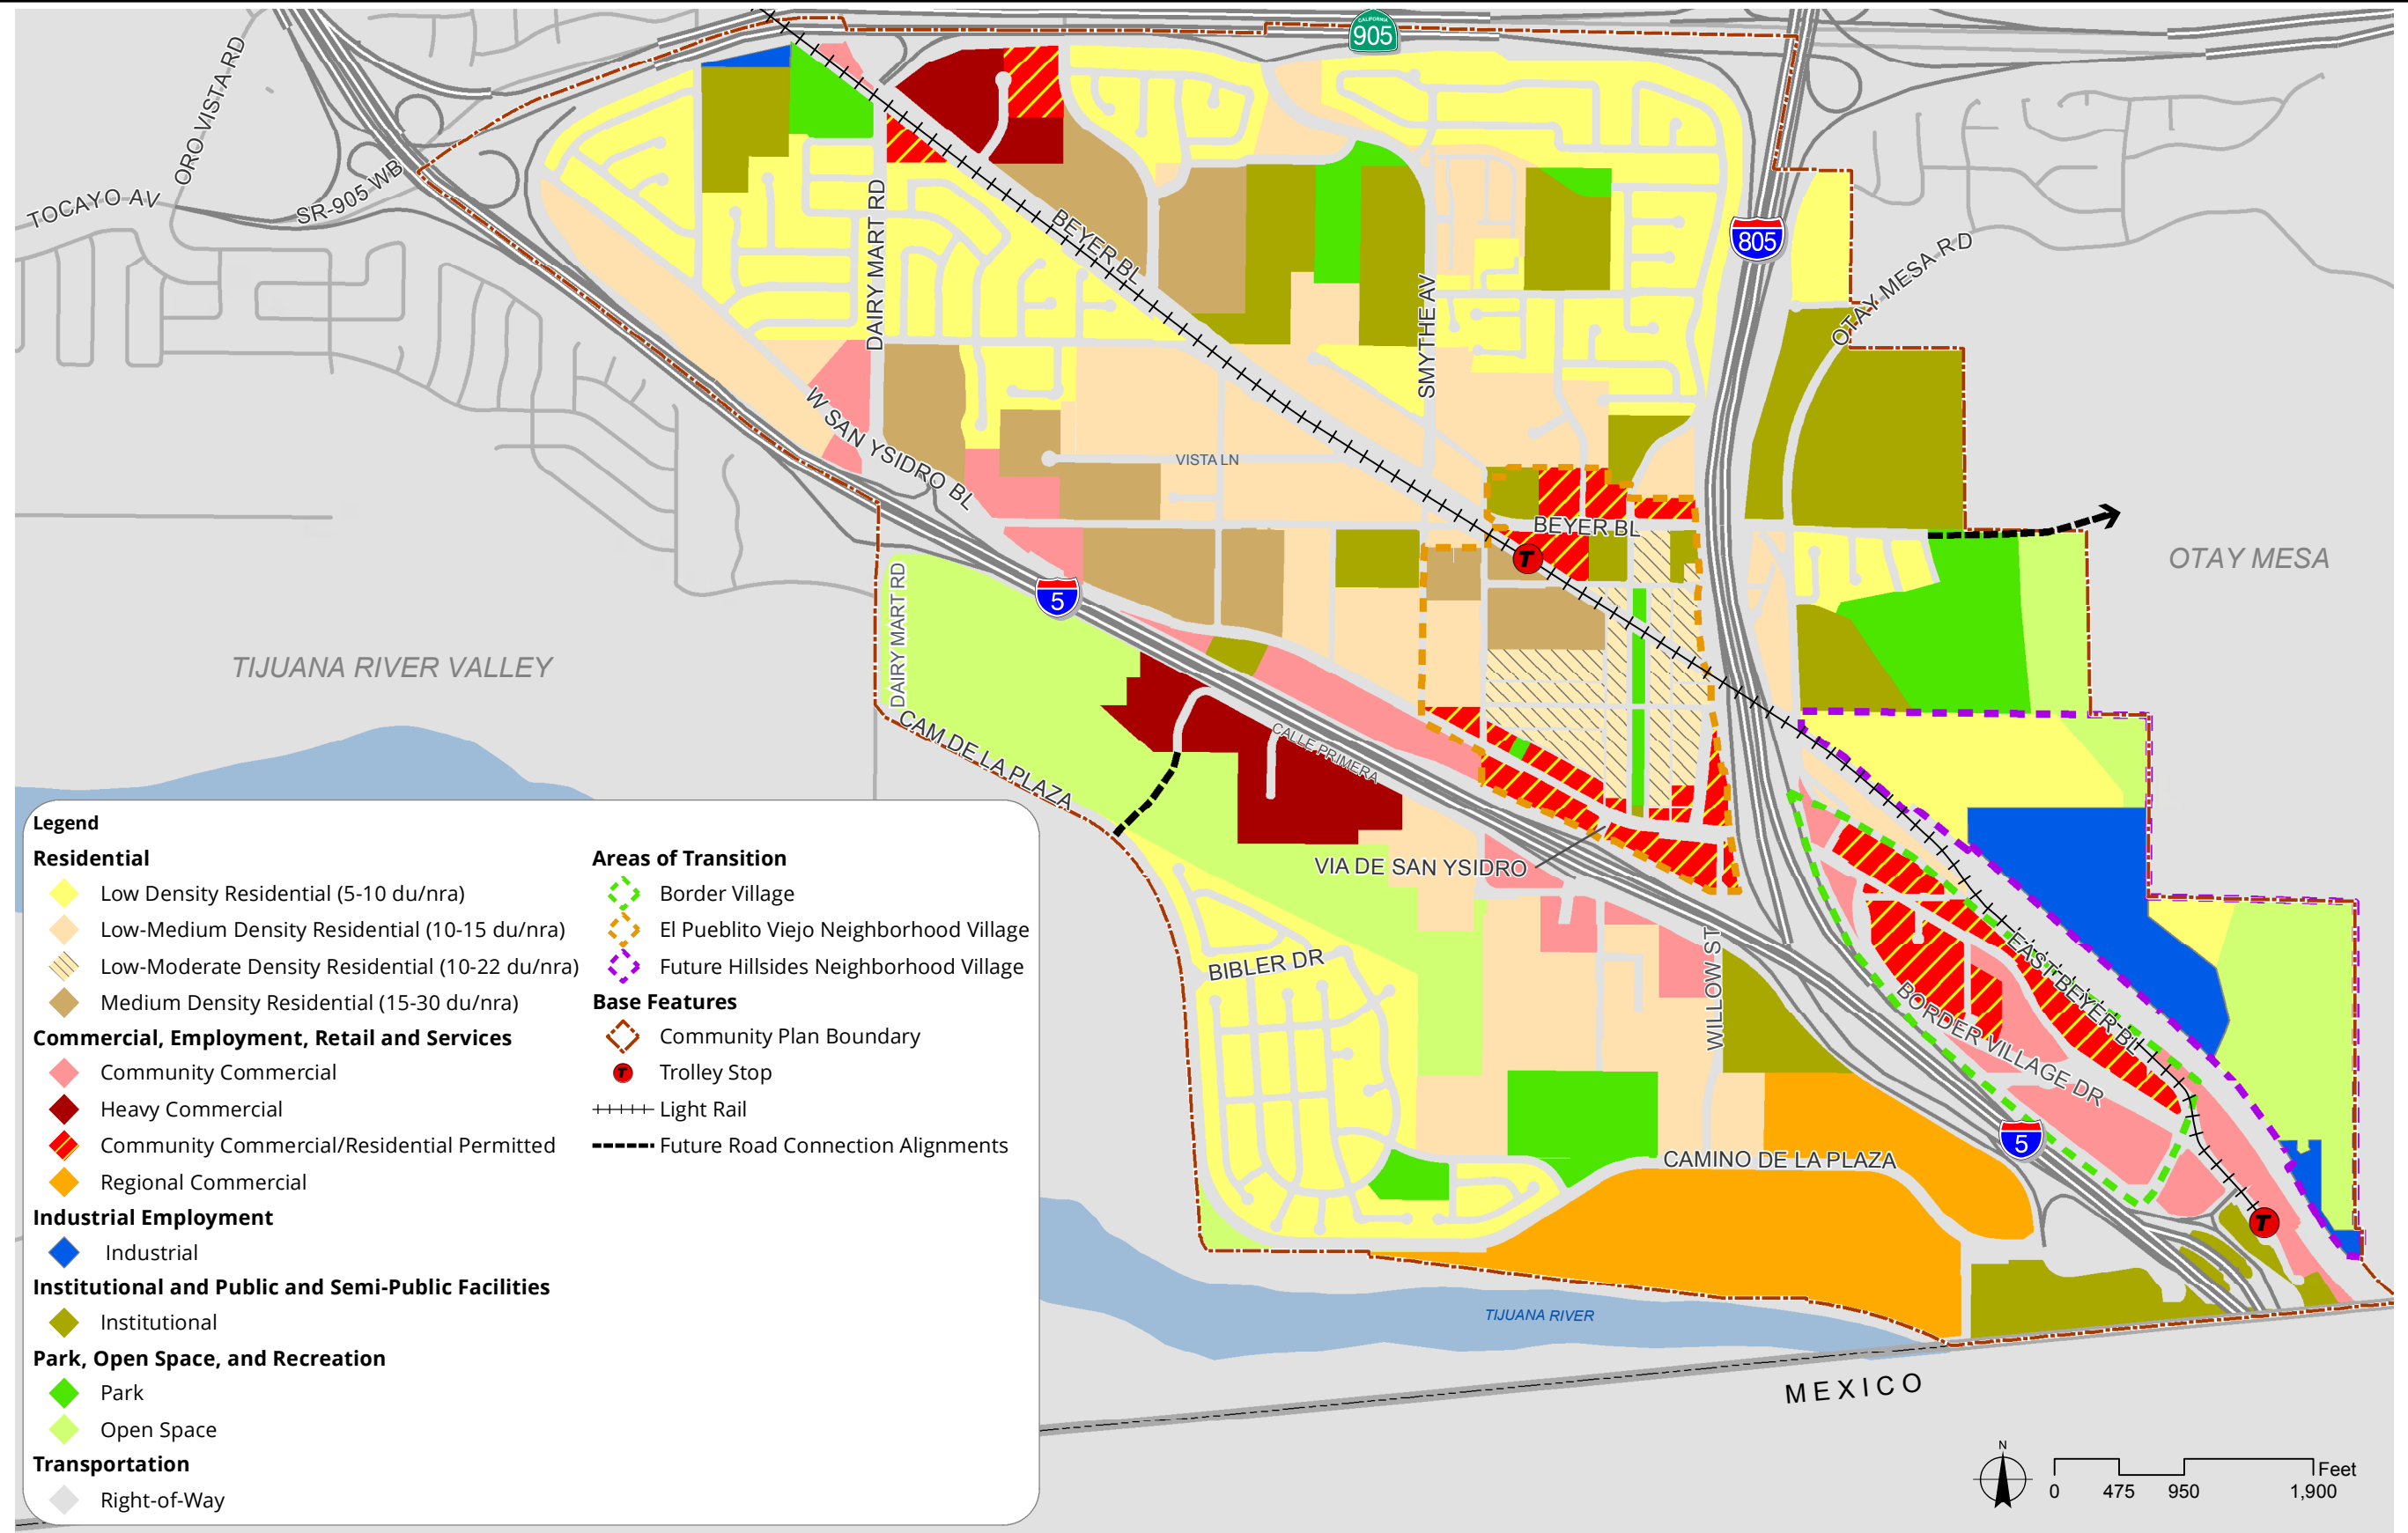 CALIFORNIA
905
ORO VISTA RD
TOCAYO AV
SR-905 WB
DAIRY MART RD
BEYER BL
SMYTHE AV
805
OTAY MESA RD
W SAN YSIDRO BL
VISTA LN
BEYER BL
T
OTAY MESA
5
DAIRY MART RD
TIJUANA RIVER VALLEY
CAM DE LA PLAZA
CALLE PRIMERA
VIA DE SAN YSIDRO
BIBLER DR
WILLOW ST
EAST BEYER BL
BORDER VILLAGE DR
5
CAMINO DE LA PLAZA
T
TIJUANA RIVER
MEXICO
Legend
Residential
Low Density Residential (5-10 du/nra)
Low-Medium Density Residential (10-15 du/nra)
Low-Moderate Density Residential (10-22 du/nra)
Medium Density Residential (15-30 du/nra)
Commercial, Employment, Retail and Services
Community Commercial
Heavy Commercial
Community Commercial/Residential Permitted
Regional Commercial
Industrial Employment
Industrial
Institutional and Public and Semi-Public Facilities
Institutional
Park, Open Space, and Recreation
Park
Open Space
Transportation
Right-of-Way
Areas of Transition
Border Village
El Pueblito Viejo Neighborhood Village
Future Hillsides Neighborhood Village
Base Features
Community Plan Boundary
T Trolley Stop
Light Rail
Future Road Connection Alignments
N
Feet
0 475 950 1,900